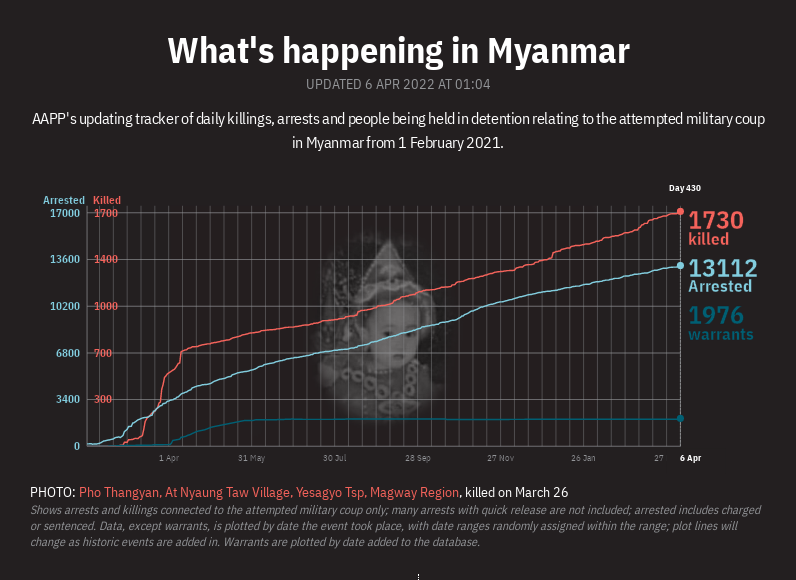 What's happening in Myanmar
UPDATED 6 APR 2022 AT 01:04
AAPP's updating tracker of daily killings, arrests and people being held in detention relating to the attempted military coup
in Myanmar from 1 February 2021.
Day 430
Arrested Killed
17000 1700
1730
killed
13600 1400
13112
Arrested
10200 1000
1976
warrants
6800 700
3400 300
0
1 Apr 31 May 30 Jul 28 Sep 27 Nov 26 Jan 27 6 Apr
PHOTO: Pho Thangyan, At Nyaung Taw Village, Yesagyo Tsp, Magway Region, killed on March 26
Shows arrests and killings connected to the attempted military coup only; many arrests with quick release are not included; arrested includes charged
or sentenced. Data, except warrants, is plotted by date the event took place, with date ranges randomly assigned within the range; plot lines will
change as historic events are added in. Warrants are plotted by date added to the database.